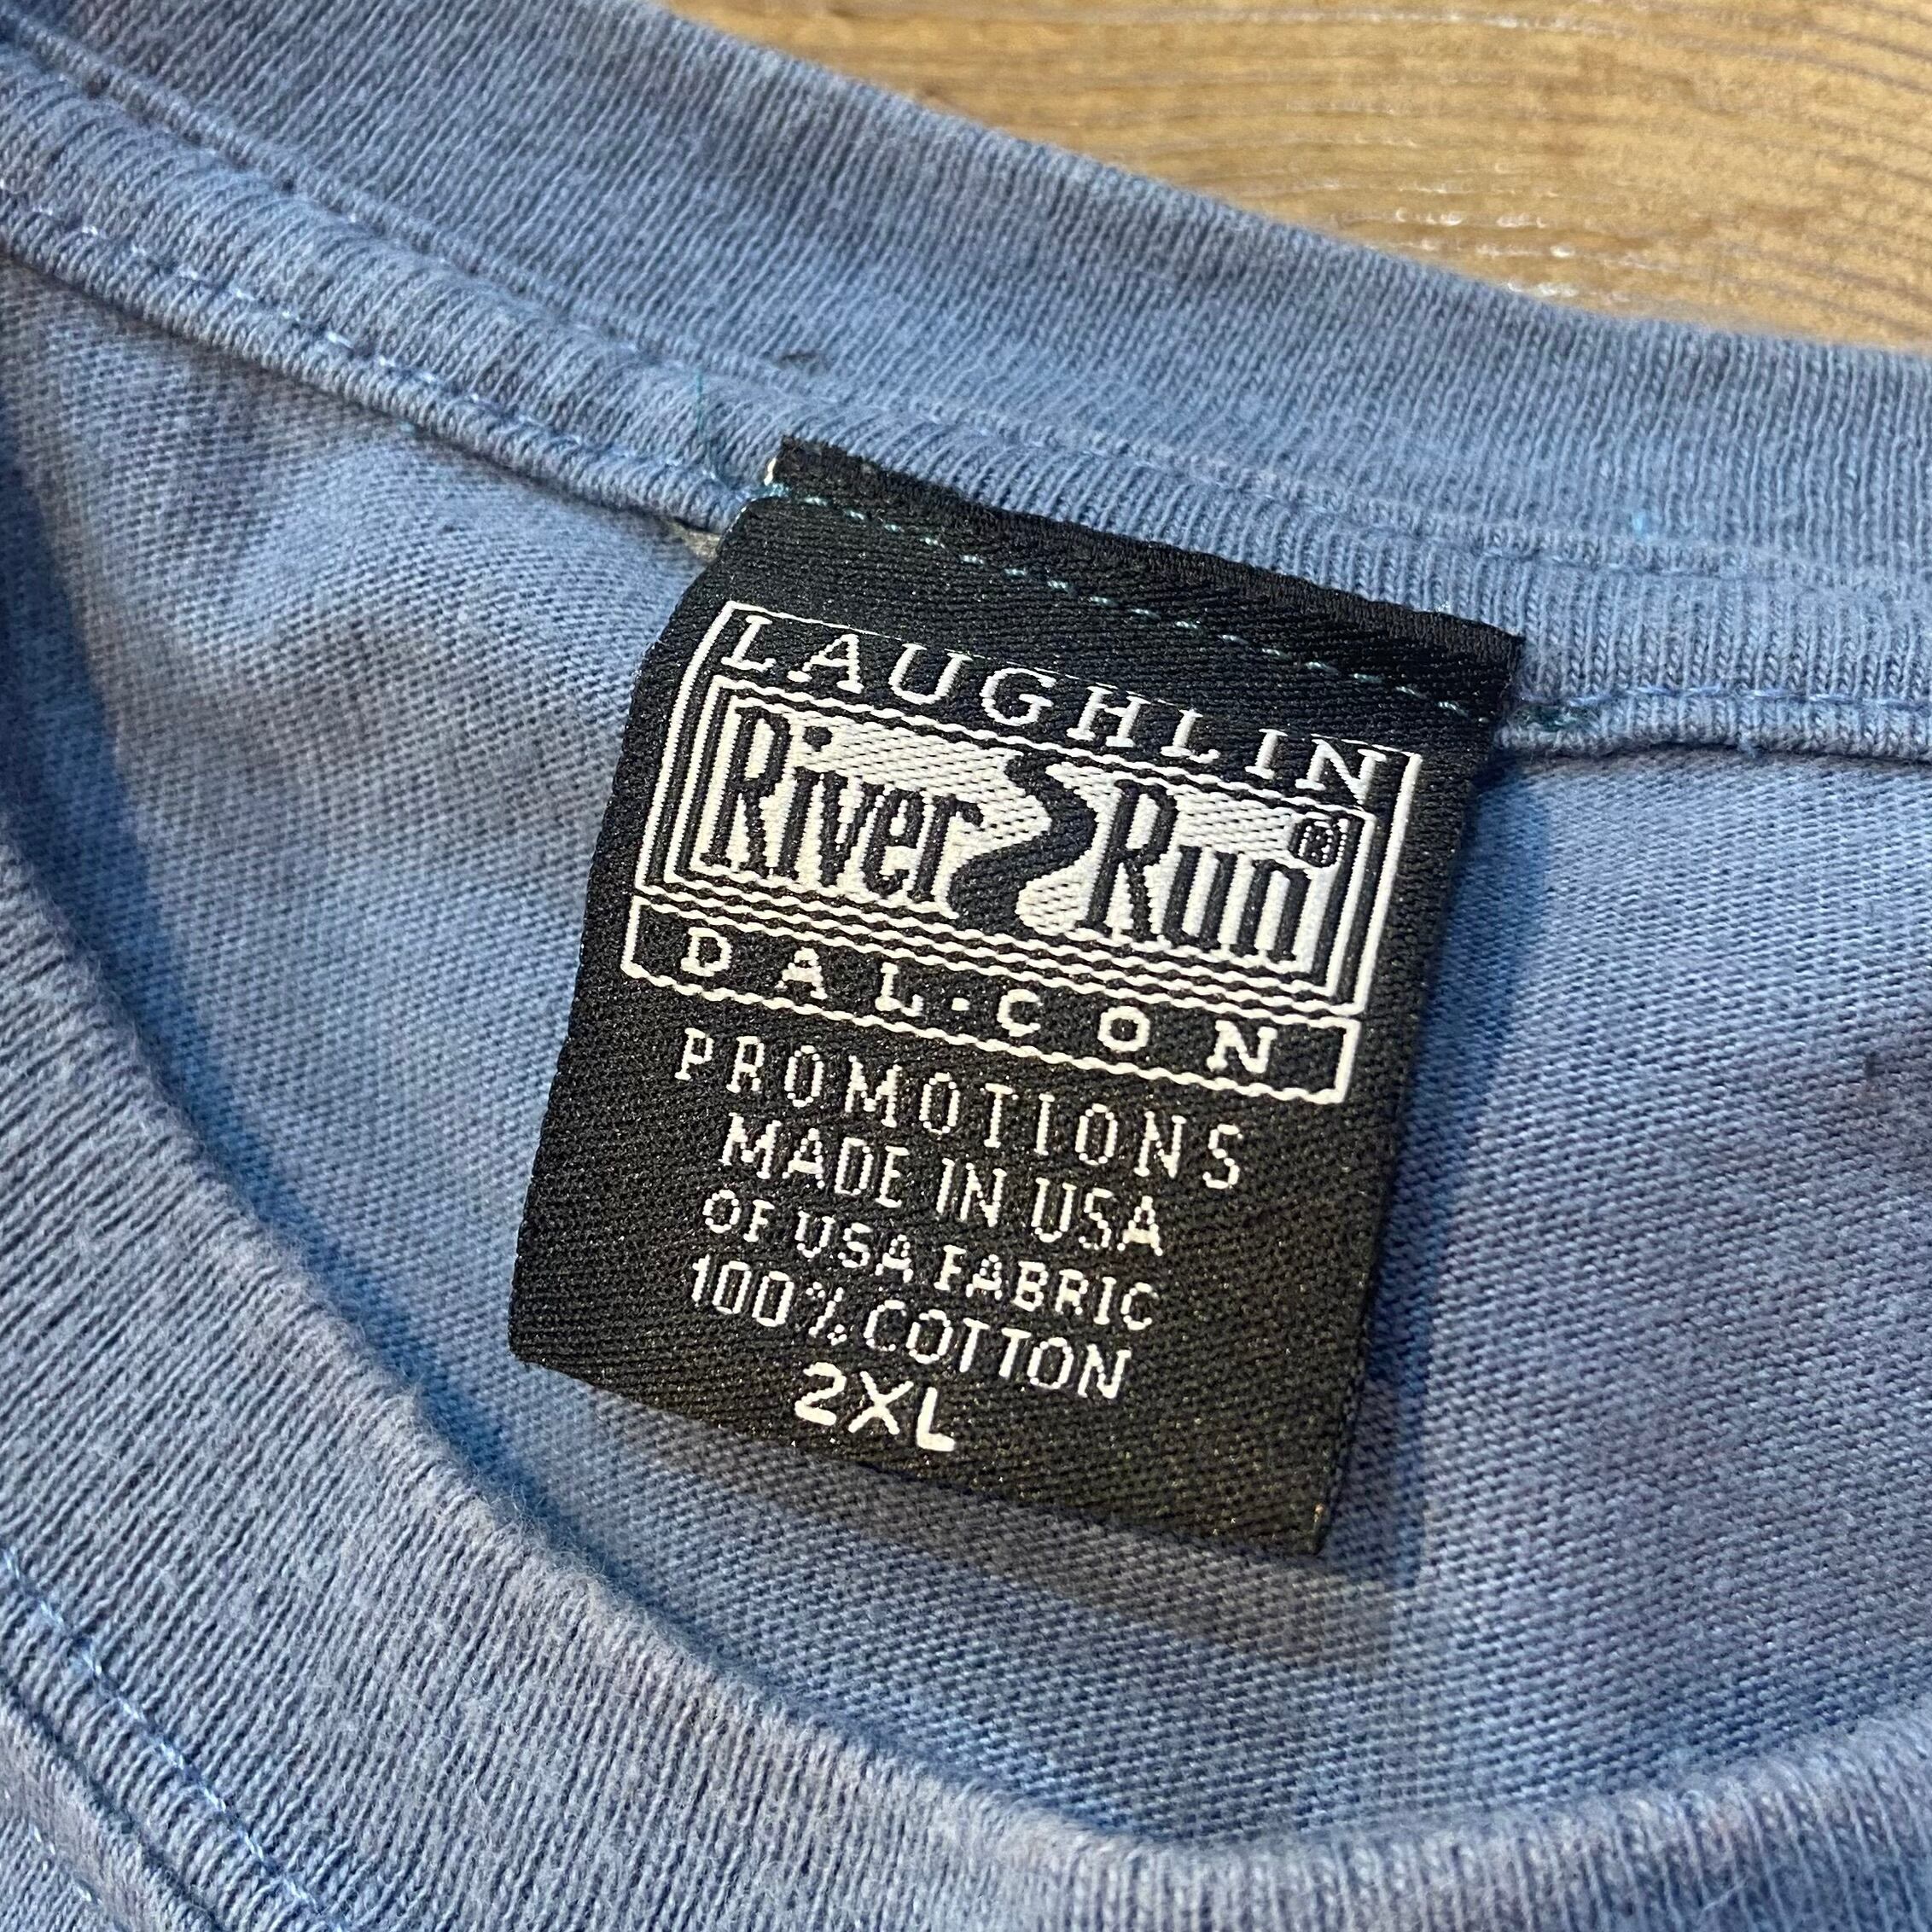 LAUGHLIN
River Run®
DAL·CON
PROMOTIONS
MADE IN USA
OF USA FABRIC
100% COTTON
2XL